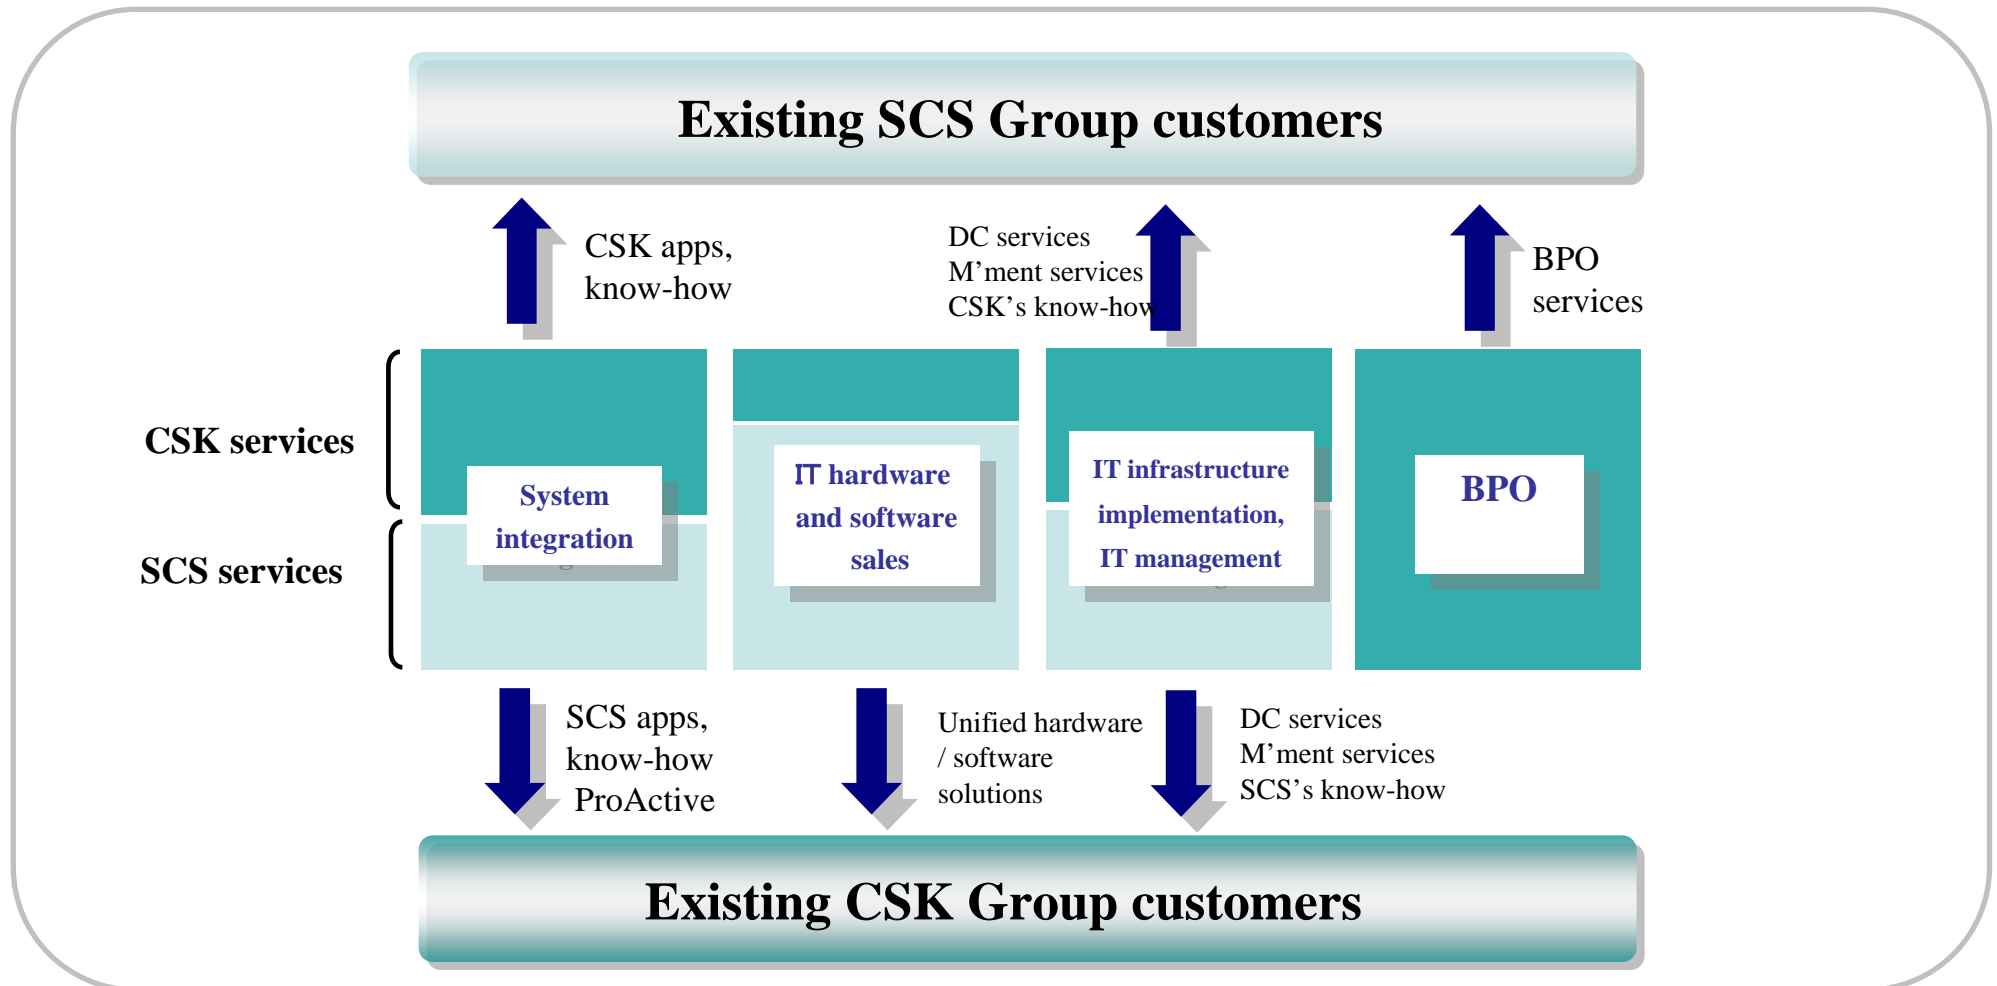 Existing SCS Group customers
CSK apps,
know-how
DC services
M’ment services
CSK’s know-how
BPO
services
CSK services
SCS services
System
integration
IT hardware
and software
sales
IT infrastructure
implementation,
IT management
BPO
SCS apps,
know-how
ProActive
Unified hardware
/ software
solutions
DC services
M’ment services
SCS’s know-how
Existing CSK Group customers